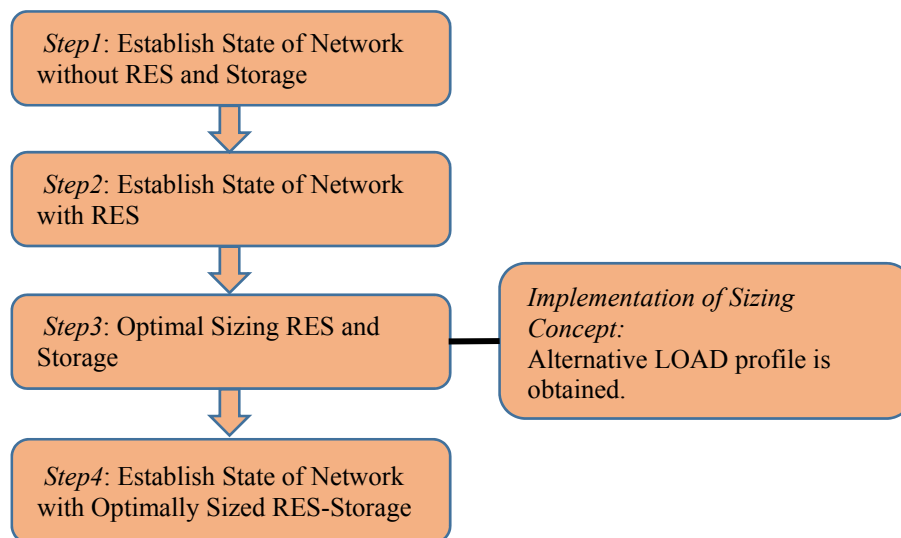 Step1: Establish State of Network
without RES and Storage
Step2: Establish State of Network
with RES
Step3: Optimal Sizing RES and
Storage
Implementation of Sizing
Concept:
Alternative LOAD profile is
obtained.
Step4: Establish State of Network
with Optimally Sized RES-Storage